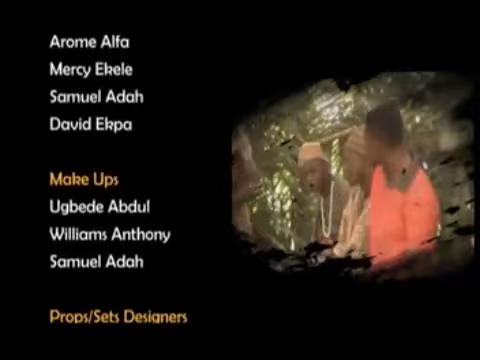 Arome Alfa
Mercy Ekele
Samuel Adah
David Ekpa
Make Ups
Ugbede Abdul
Williams Anthony
Samuel Adah
Props/Sets Designers